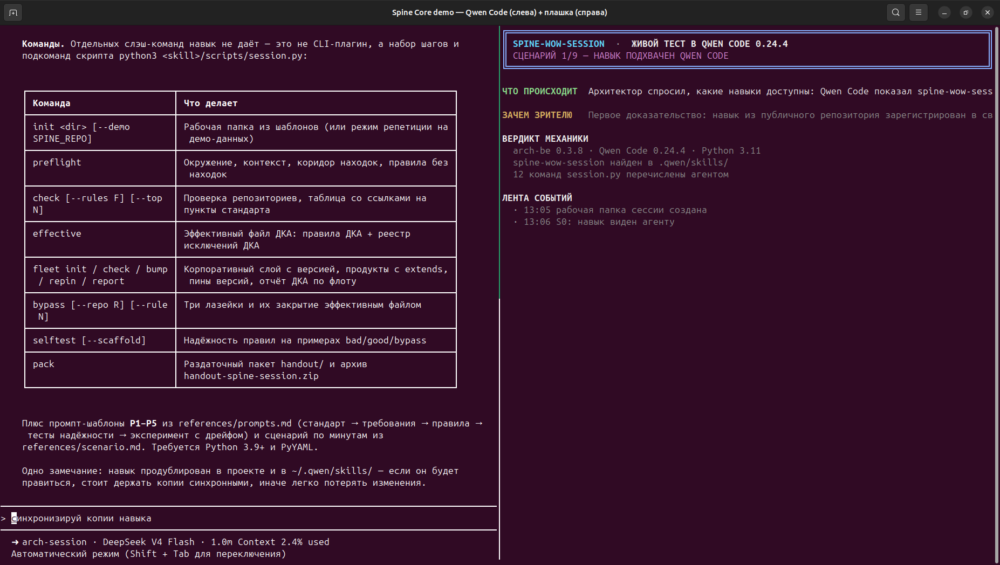 Spine Core demo — Qwen Code (слева) + плашка (справа)
Команды. Отдельных слэш-команд навык не даёт — это не CLI-плагин, а набор шагов и
подкоманд скрипта python3 <skill>/scripts/session.py:
Команда
Что делает
init <dir> [--demo
SPINE_REPO]
Рабочая папка из шаблонов (или режим репетиции на
демо-данных)
preflight
Окружение, контекст, коридор находок, правила без
находок
check [--rules F] [--top
N]
Проверка репозиториев, таблица со ссылками на
пункты стандарта
effective
Эффективный файл ДКА: правила ДКА + реестр
исключений ДКА
fleet init / check / bump
/ repin / report
Корпоративный слой с версией, продукты с extends,
пины версий, отчёт ДКА по флоту
bypass [--repo R] [--rule
N]
Три лазейки и их закрытие эффективным файлом
selftest [--scaffold]
Надёжность правил на примерах bad/good/bypass
pack
Раздаточный пакет handout/ и архив
handout-spine-session.zip
Плюс промпт-шаблоны P1–P5 из references/prompts.md (стандарт → требования → правила →
тесты надёжности → эксперимент с дрейфом) и сценарий по минутам из
references/scenario.md. Требуется Python 3.9+ и PyYAML.
Одно замечание: навык продублирован в проекте и в ~/.qwen/skills/ — если он будет
правиться, стоит держать копии синхронными, иначе легко потерять изменения.
> синхронизируй копии навыка
➜ arch-session · DeepSeek V4 Flash · 1.0m Context 2.4% used
Автоматический режим (Shift + Tab для переключения)
SPINE-WOW-SESSION · ЖИВОЙ ТЕСТ В QWEN CODE 0.24.4
СЦЕНАРИЙ 1/9 — НАВЫК ПОДХВАЧЕН QWEN CODE
ЧТО ПРОИСХОДИТ Архитектор спросил, какие навыки доступны: Qwen Code показал spine-wow-sess
ЗАЧЕМ ЗРИТЕЛЮ Первое доказательство: навык из публичного репозитория зарегистрирован в св
ВЕРДИКТ МЕХАНИКИ
arch-be 0.3.8 · Qwen Code 0.24.4 · Python 3.11
spine-wow-session найден в .qwen/skills/
12 команд session.py перечислены агентом
ЛЕНТА СОБЫТИЙ
· 13:05 рабочая папка сессии создана
· 13:06 S0: навык виден агенту